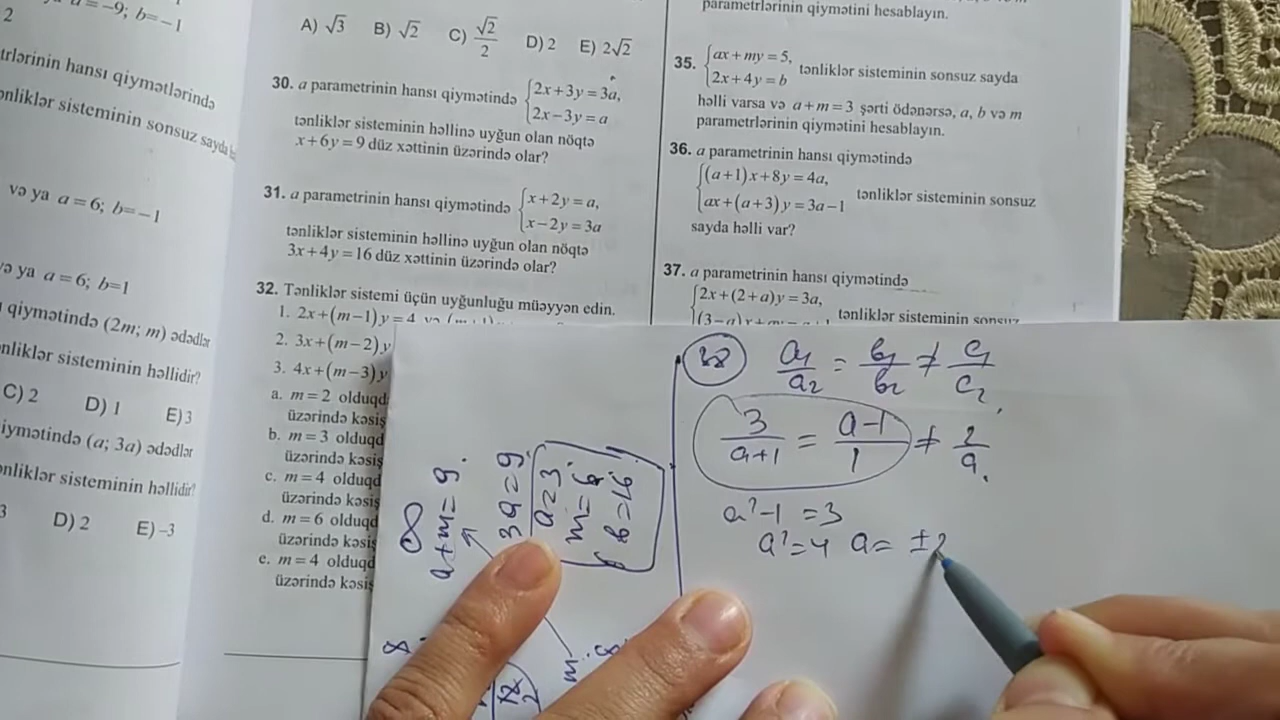 a=-9; b=-1
2
trlərinin hansı qiymətlərində
ənliklər sisteminin sonsuz sayda
və ya a=6; b=-1
və ya a=6; b=1
qiymətində (2m; m) ədədlər
nliklər sisteminin həllidir?
C) 2 D) 1 E) 3
iymətində (a; 3a) ədədlər
nliklər sisteminin həllidir?
3 D) 2 E) -3
A) √3 B) √2 C) √2/2 D) 2 E) 2√2
30. a parametrinin hansı qiymətində {2x+3y=3a,
2x-3y=a
tənliklər sisteminin həllinə uyğun olan nöqtə
x+6y=9 düz xəttinin üzərində olar?
31. a parametrinin hansı qiymətində {x+2y=a,
x-2y=3a
tənliklər sisteminin həllinə uyğun olan nöqtə
3x+4y=16 düz xəttinin üzərində olar?
32. Tənliklər sistemi üçün uyğunluğu müəyyən edin.
1. 2x+(m-1)y=4
2. 3x+(m-2)y
3. 4x+(m-3)y
a. m=2 olduqd
üzərində kəsiş
b. m=3 olduqd
üzərində kəsiş
c. m=4 olduqd
üzərində kəsiş
d. m=6 olduqd
üzərində kəsiş
e. m=4 olduqd
üzərində kəsiş
parametrlərinin qiymətini hesablayın.
35. {ax+my=5,
2x+4y=b tənliklər sisteminin sonsuz sayda
həlli varsa və a+m=3 şərti ödənərsə, a, b və m
parametrlərinin qiymətini hesablayın.
36. a parametrinin hansı qiymətində
{(a+1)x+8y=4a,
ax+(a+3)y=3a-1 tənliklər sisteminin sonsuz
sayda həlli var?
37. a parametrinin hansı qiymətində
{2x+(2+a)y=3a,
tənliklər sisteminin sonsuz
∞
a+m=9.
3a=9
a=3
m=6
b=16
a₁/a₂ = b₁/b₂ ≠ c₁/c₂
3/(a+1) = (a-1)/1 ≠ 2/a
a²-1=3
a²=4 a=±2